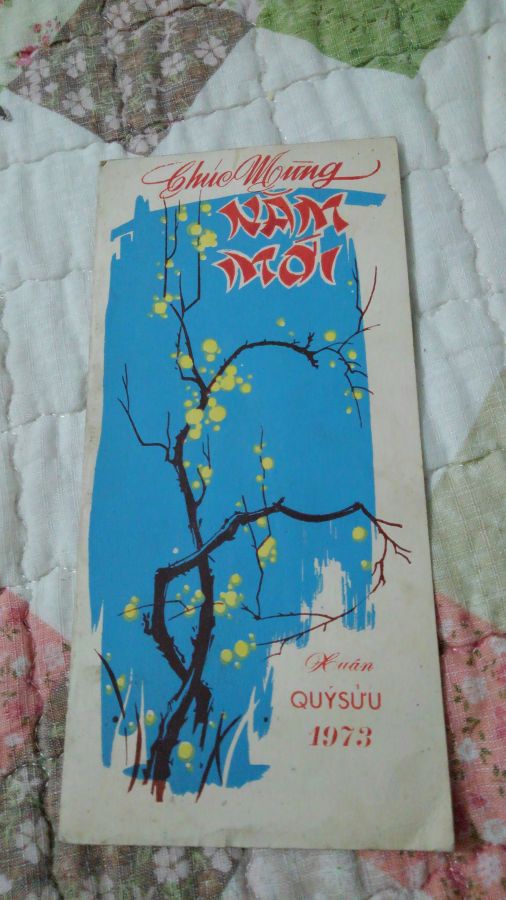 Chúc Mừng
NĂM
MỚI
Xuân
QUÝSỬU
1973